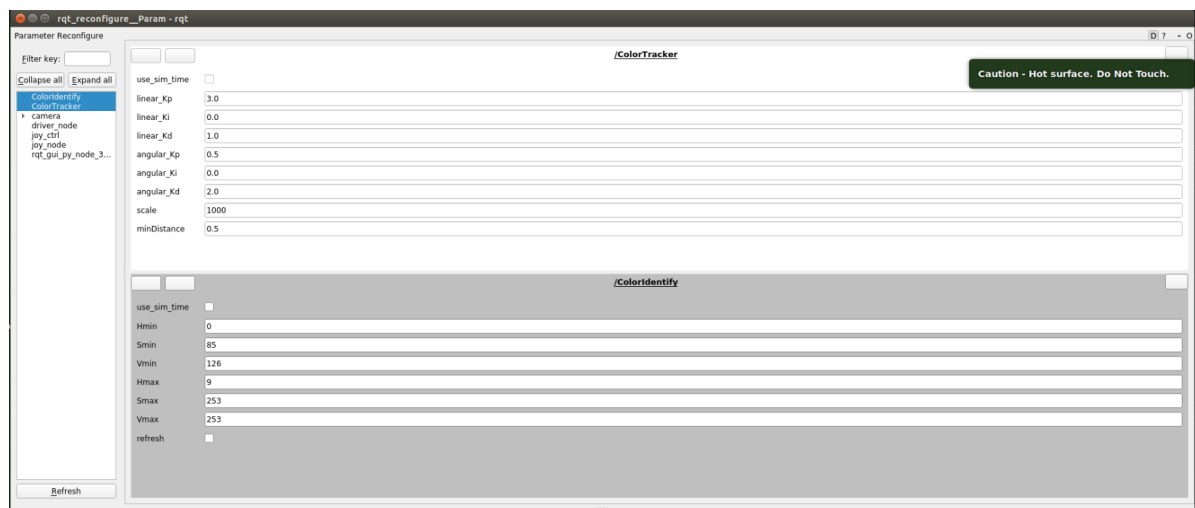 rqt_reconfigure__Param - rqt
Parameter Reconfigure
D ? - O
Filter key:
Collapse all Expand all
ColorIdentify
ColorTracker
camera
driver_node
joy_ctrl
joy_node
rqt_gui_py_node_3...
Refresh
/ColorTracker
Caution - Hot surface. Do Not Touch.
use_sim_time
linear_Kp 3.0
linear_Ki 0.0
linear_Kd 1.0
angular_Kp 0.5
angular_Ki 0.0
angular_Kd 2.0
scale 1000
minDistance 0.5
/ColorIdentify
use_sim_time
Hmin 0
Smin 85
Vmin 126
Hmax 9
Smax 253
Vmax 253
refresh